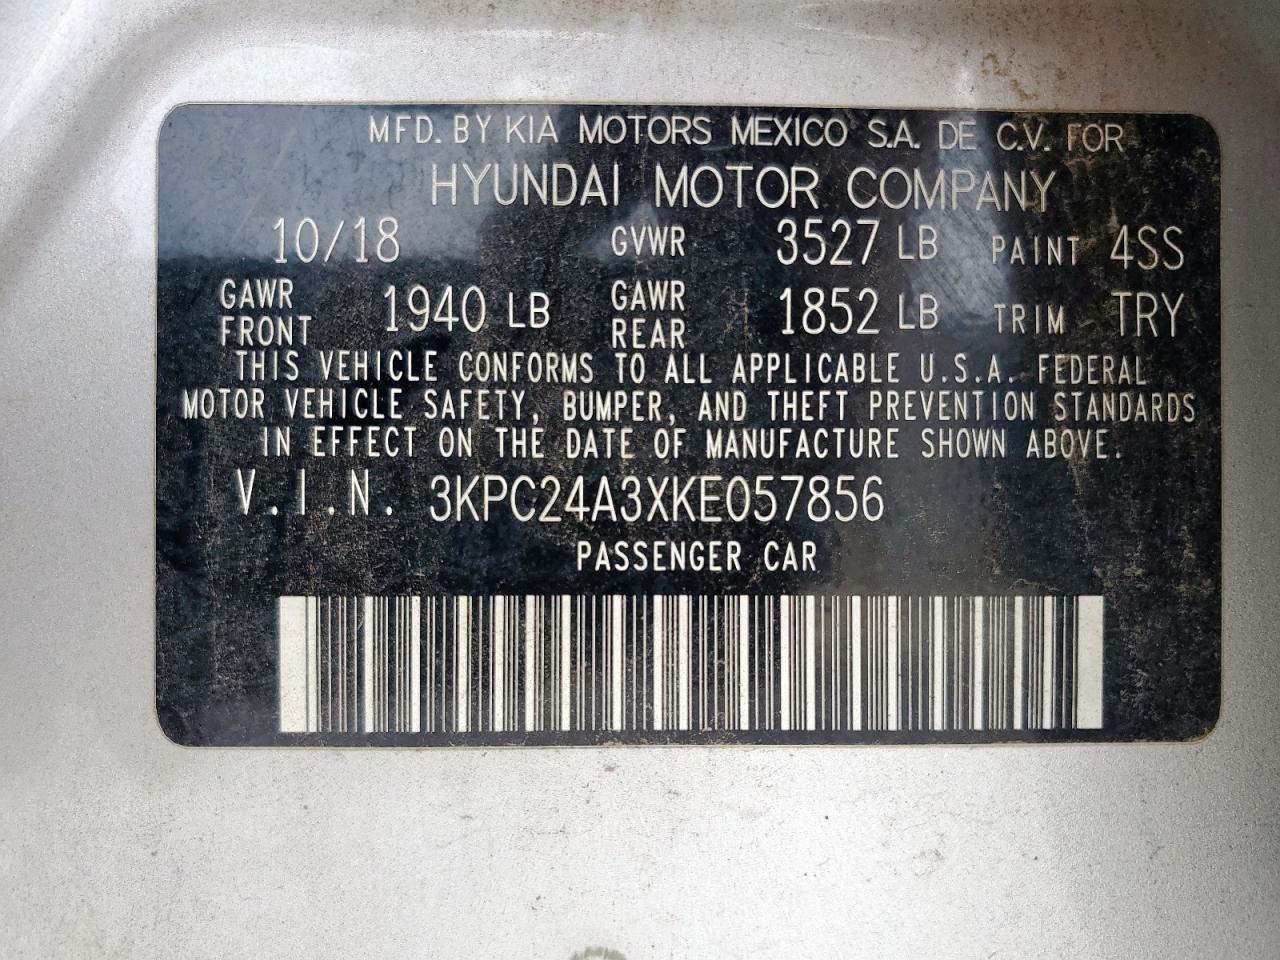 MFD. BY KIA MOTORS MEXICO S.A. DE C.V. FOR
HYUNDAI MOTOR COMPANY
10/18 GVWR 3527 LB PAINT 4SS
GAWR FRONT 1940 LB GAWR REAR 1852 LB TRIM TRY
THIS VEHICLE CONFORMS TO ALL APPLICABLE U.S.A. FEDERAL
MOTOR VEHICLE SAFETY, BUMPER, AND THEFT PREVENTION STANDARDS
IN EFFECT ON THE DATE OF MANUFACTURE SHOWN ABOVE.
V.I.N. 3KPC24A3XKE057856
PASSENGER CAR